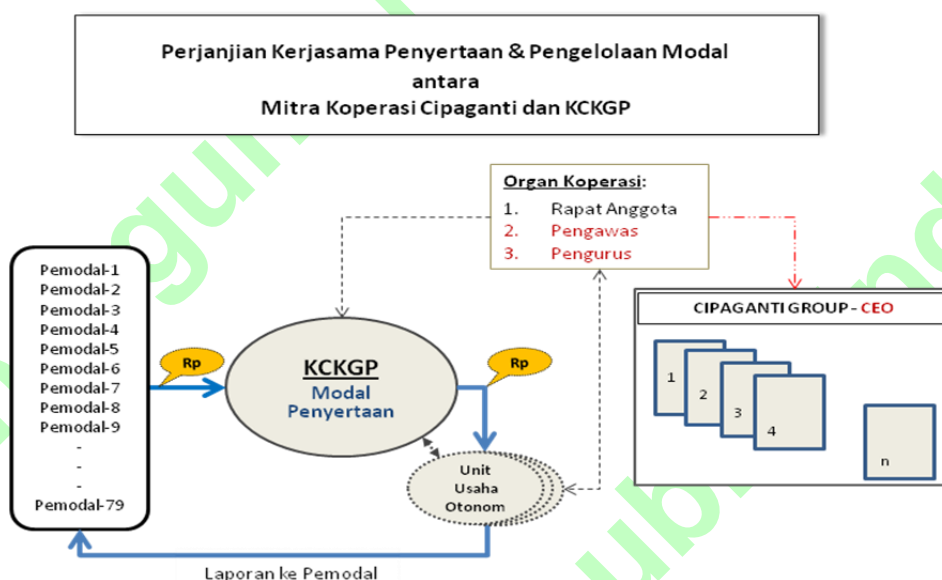 Perjanjian Kerjasama Penyertaan & Pengelolaan Modal
antara
Mitra Koperasi Cipaganti dan KCKGP
Organ Koperasi:
1. Rapat Anggota
2. Pengawas
3. Pengurus
Pemodal-1
Pemodal-2
Pemodal-3
Pemodal-4
Pemodal-5
Pemodal-6
Pemodal-7
Pemodal-8
Pemodal-9
-
-
-
Pemodal-79
Rp
KCKGP
Modal
Penyertaan
Rp
Unit
Usaha
Otonom
CIPAGANTI GROUP - CEO
1
2
3
4
n
Laporan ke Pemodal